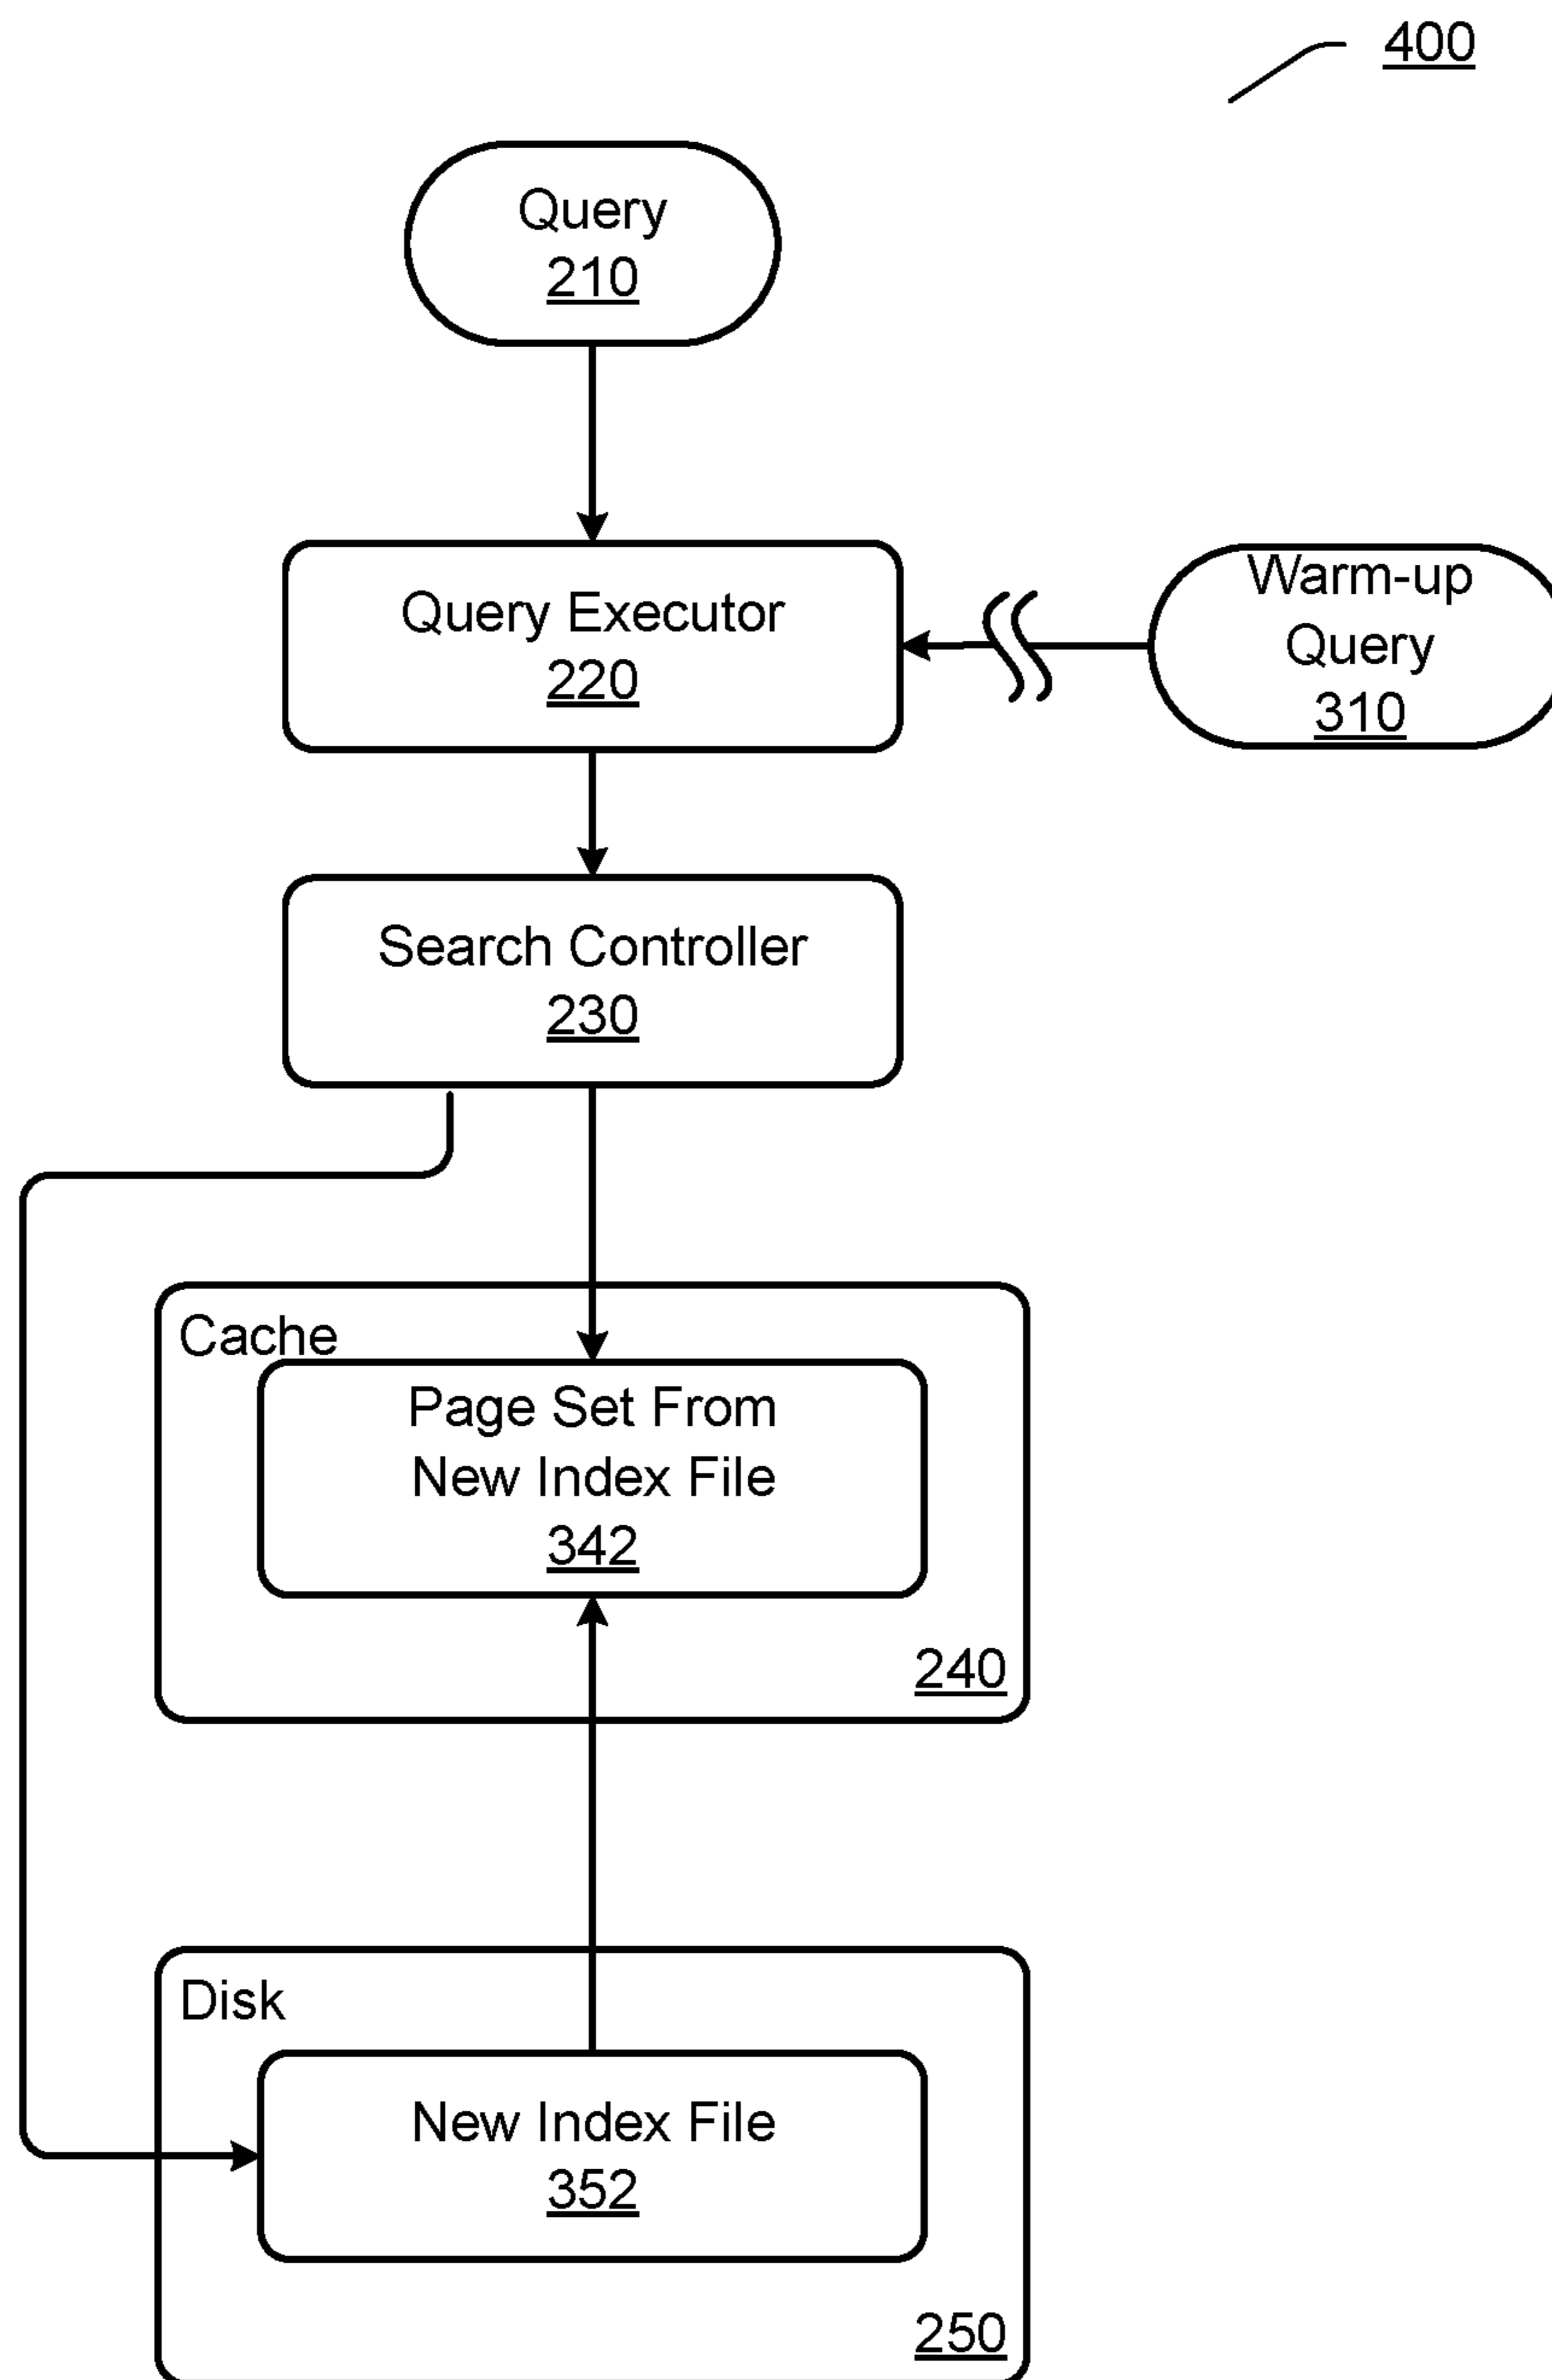 400
Query
210
Query Executor
220
Warm-up
Query
310
Search Controller
230
Cache
Page Set From
New Index File
342
240
Disk
New Index File
352
250